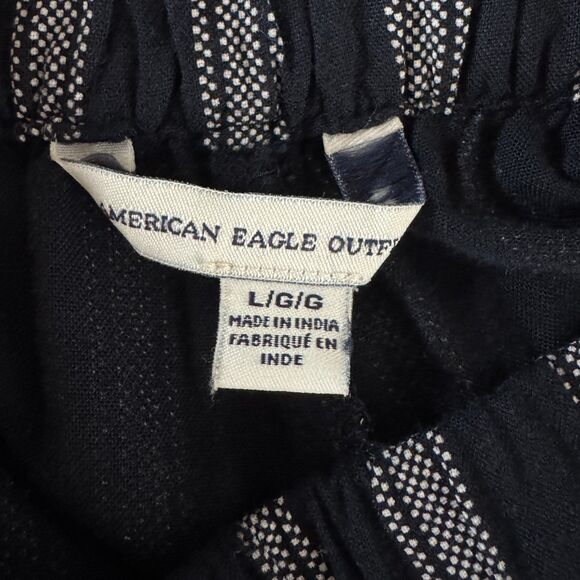 AMERICAN EAGLE OUTF
L/G/G
MADE IN INDIA
FABRIQUÉ EN
INDE